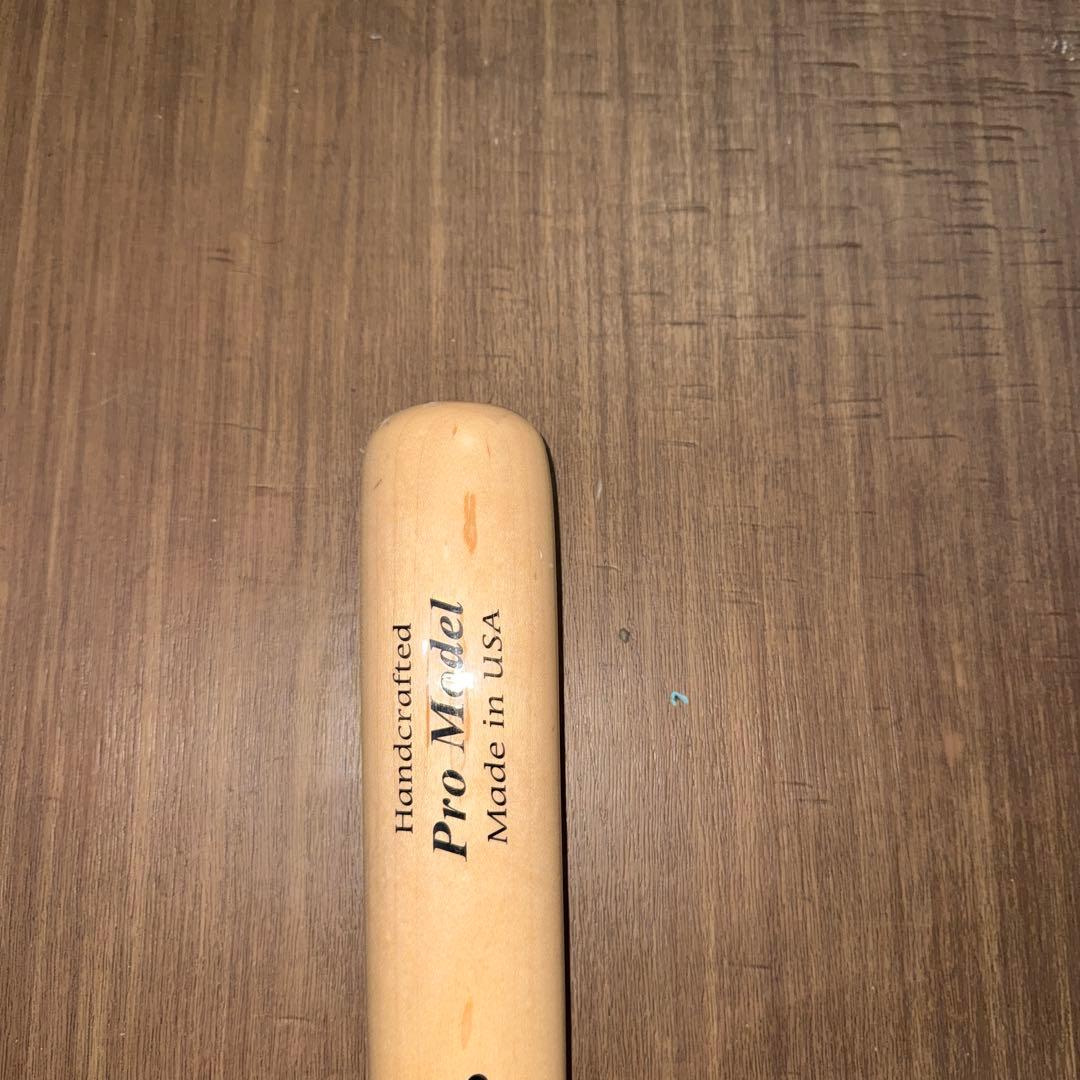 Handcrafted
Pro Model
Made in USA